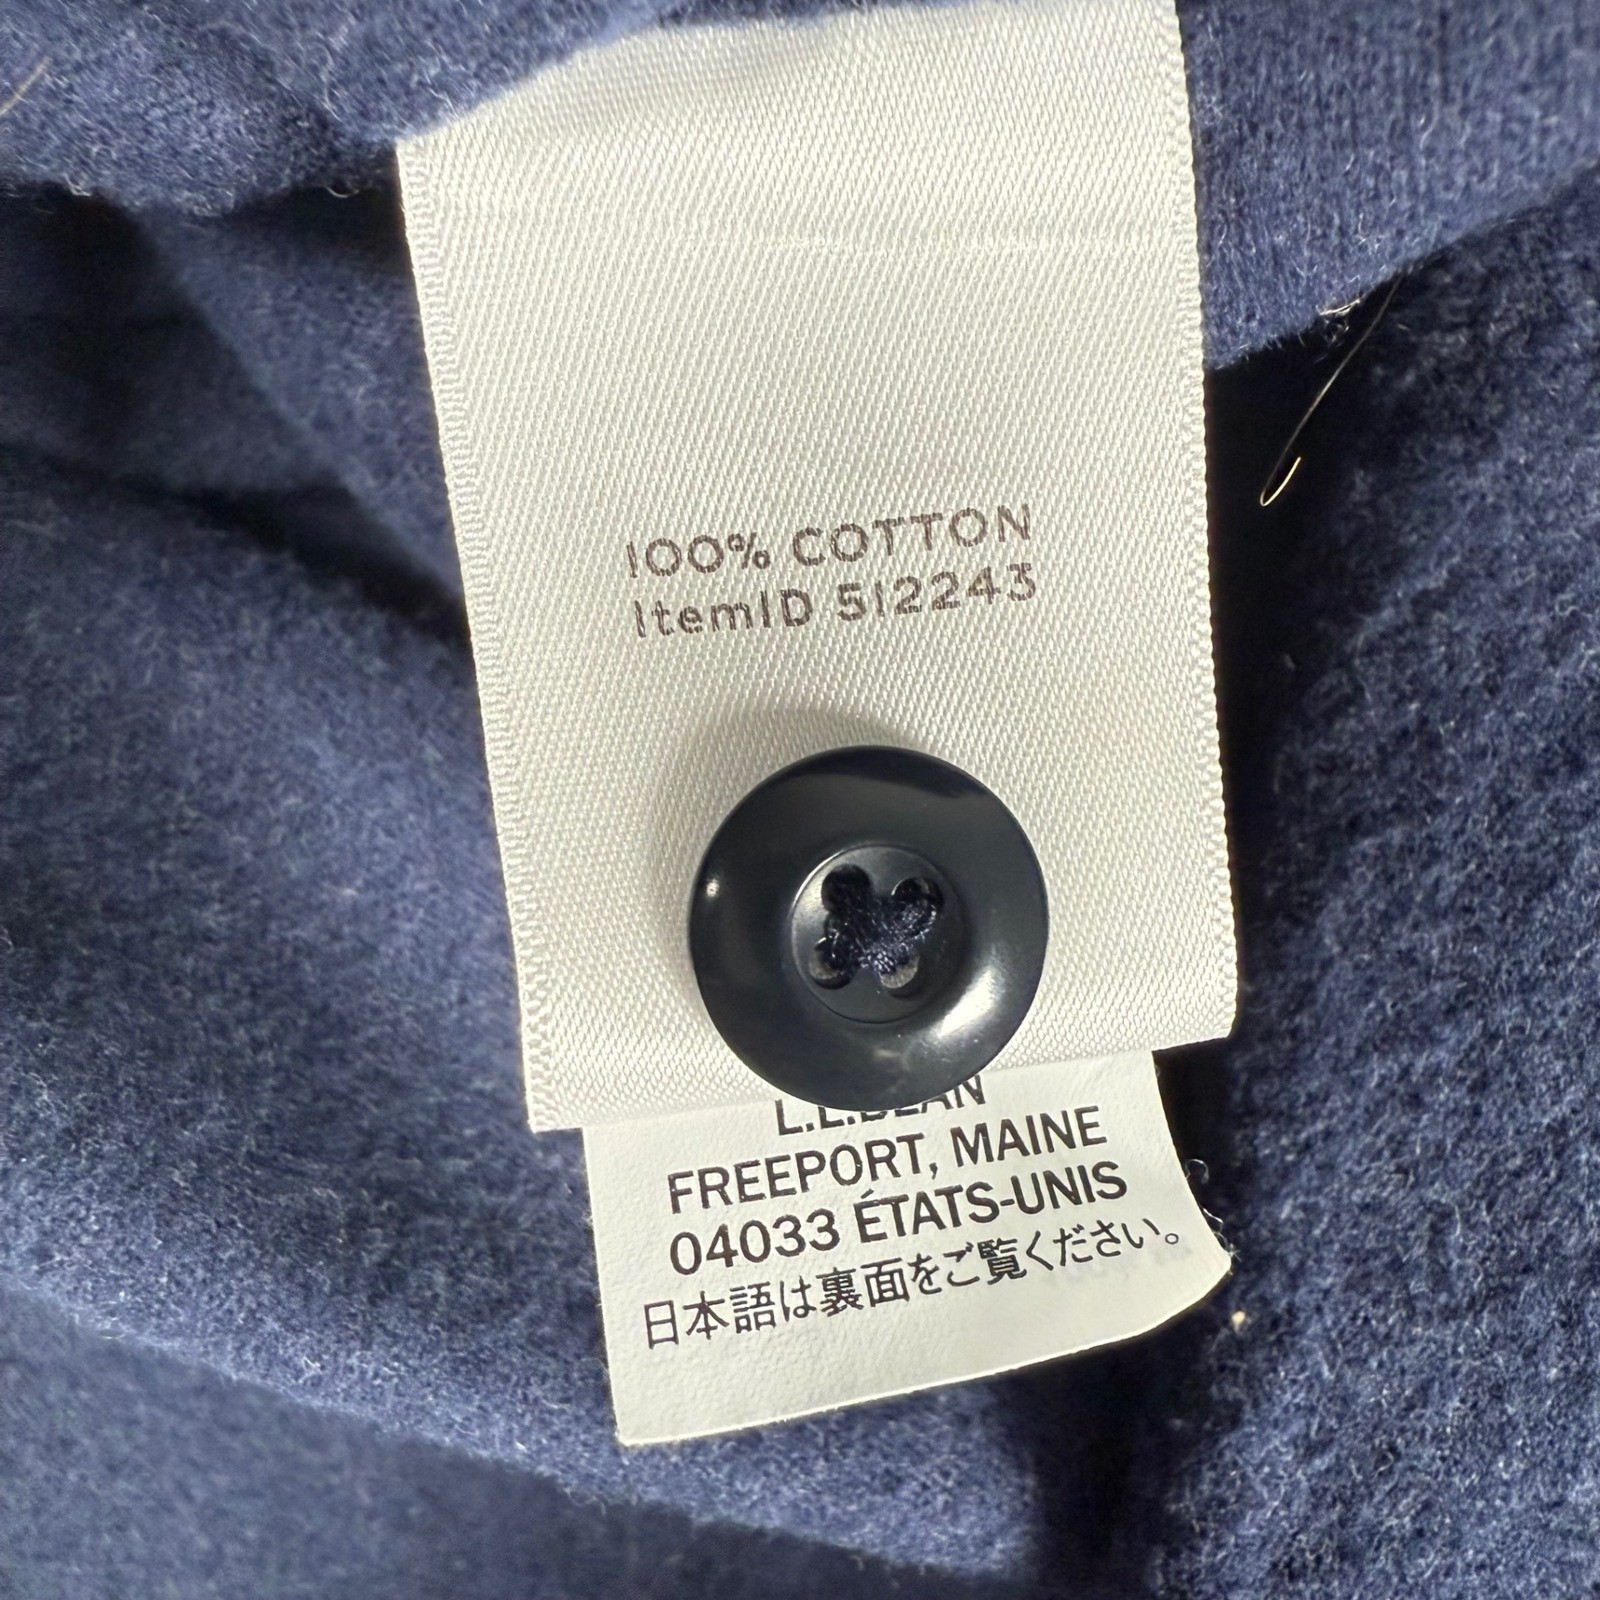 100% COTTON
ItemID 512243
L.L.BEAN
FREEPORT, MAINE
04033 ÉTATS-UNIS
日本語は裏面をご覧ください。